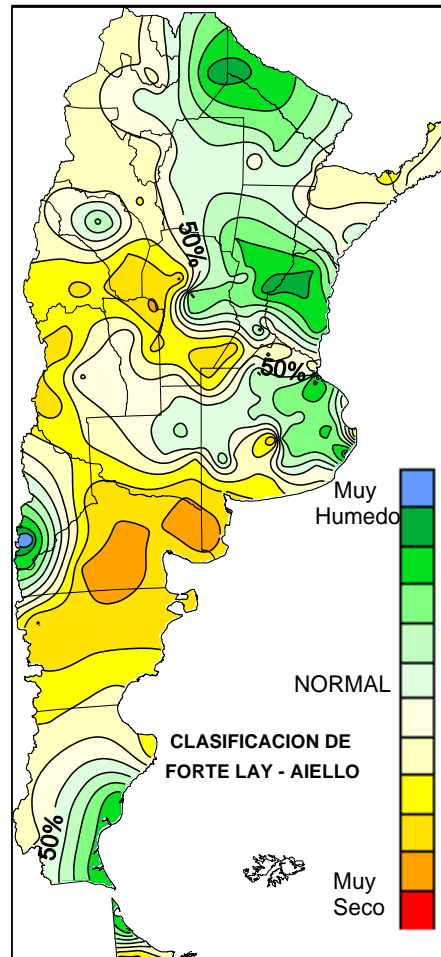 50%
50%
50%
Muy
Humedo
NORMAL
CLASIFICACION DE
FORTE LAY - AIELLO
Muy
Seco